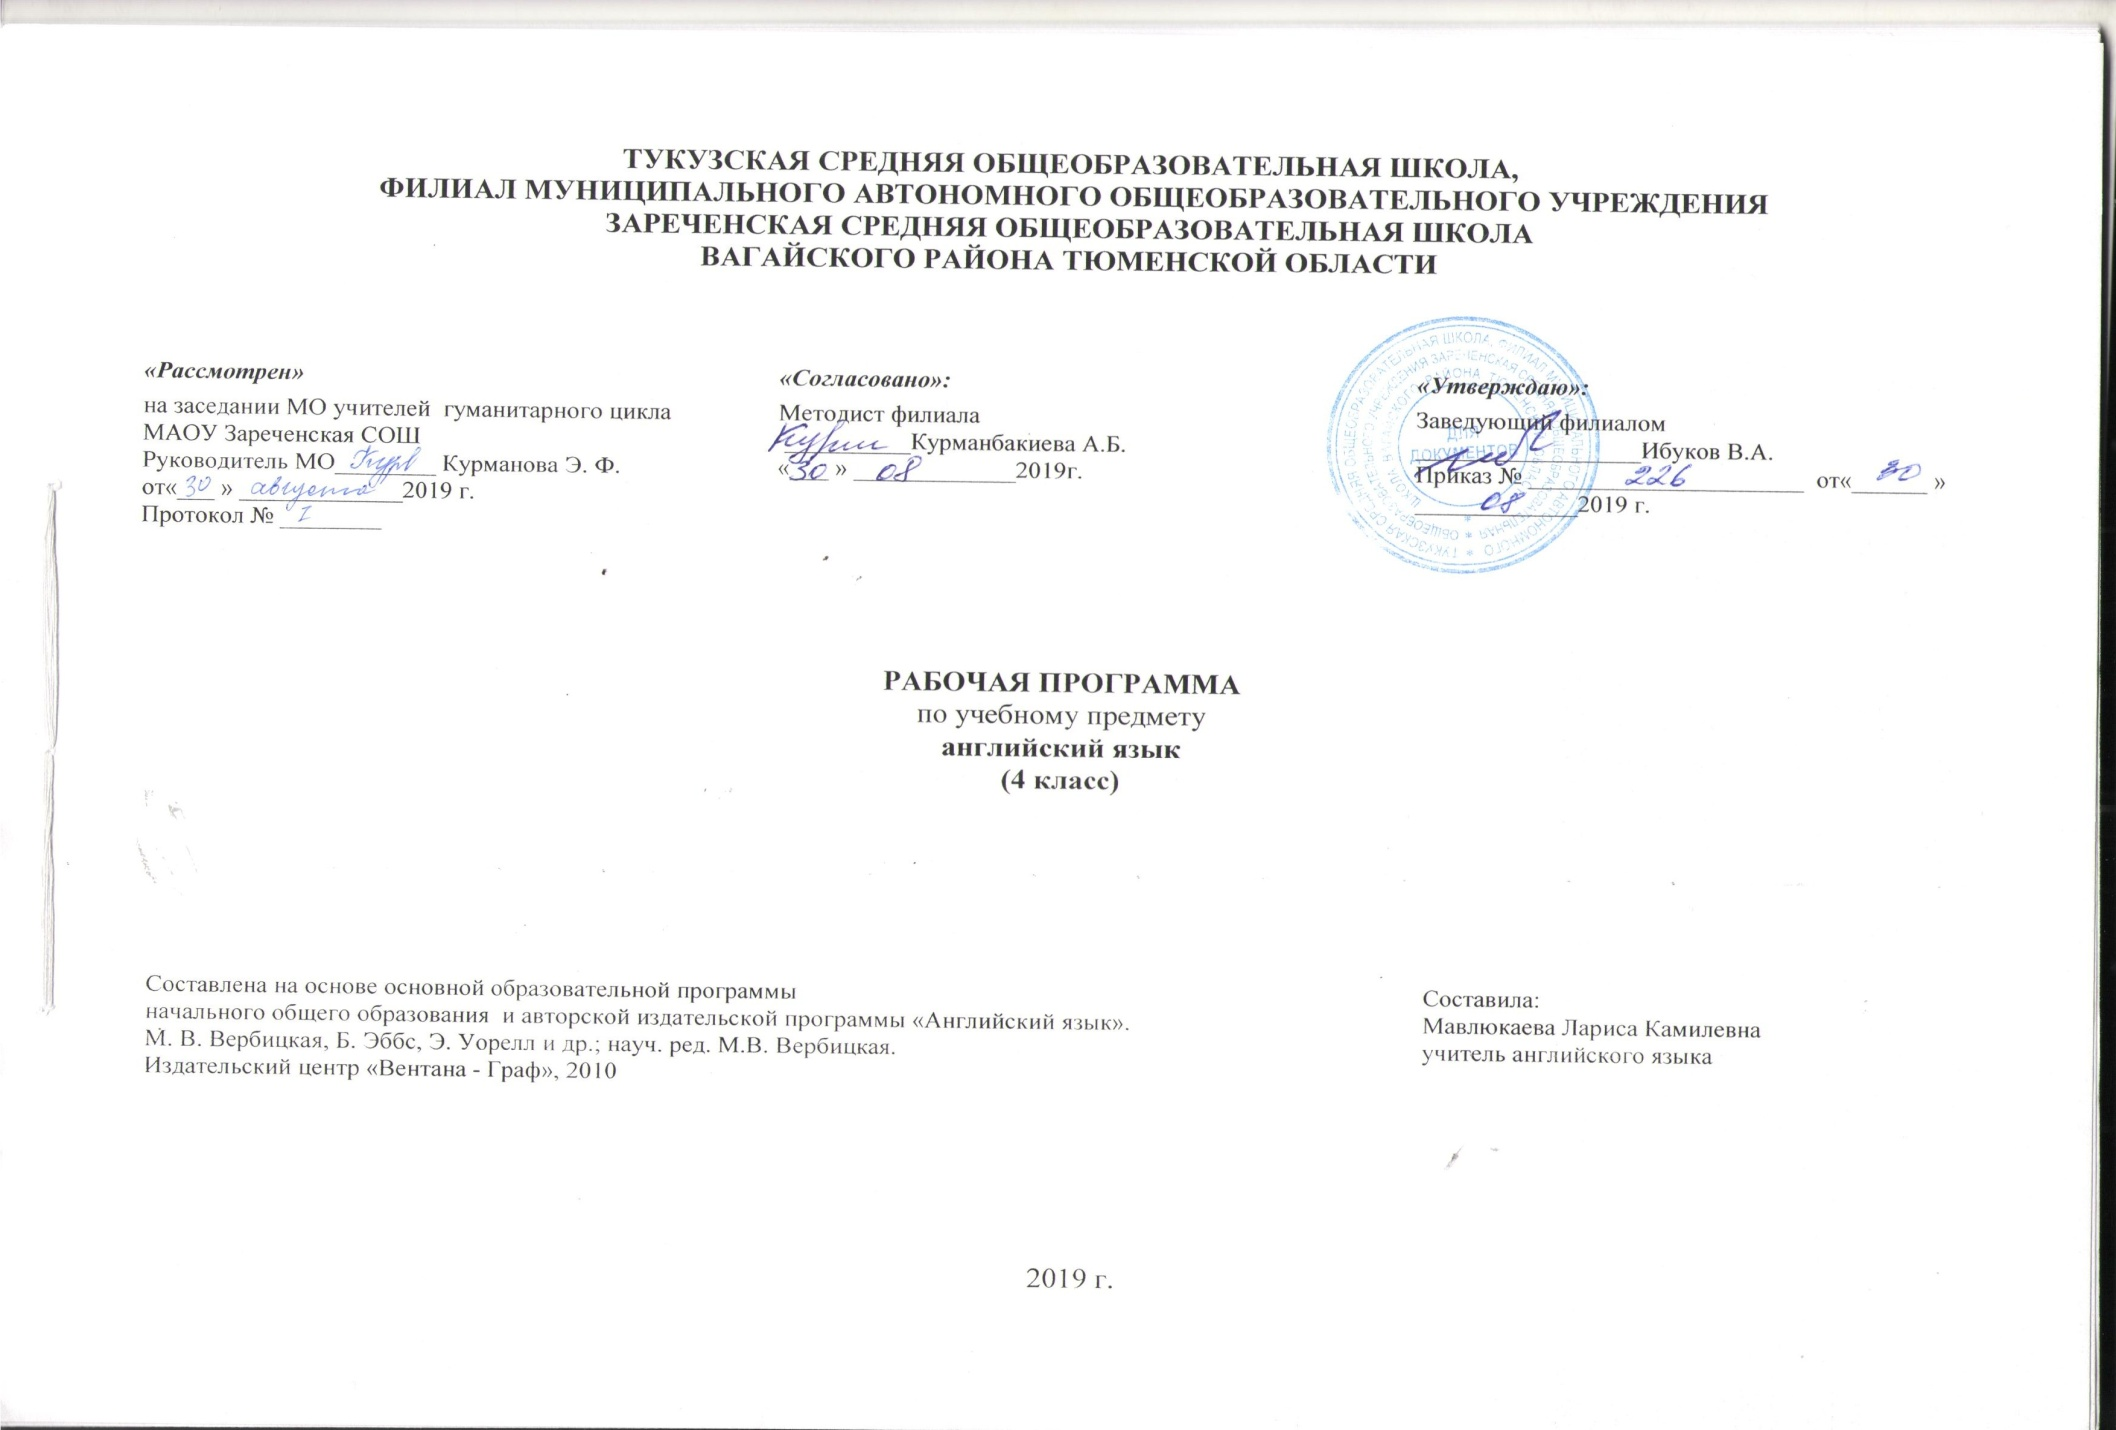 ТУКУЗСКАЯ СРЕДНЯЯ ОБЩЕОБРАЗОВАТЕЛЬНАЯ ШКОЛА,
ФИЛИАЛ МУНИЦИПАЛЬНОГО АВТОНОМНОГО ОБЩЕОБРАЗОВАТЕЛЬНОГО УЧРЕЖДЕНИЯ
ЗАРЕЧЕНСКАЯ СРЕДНЯЯ ОБЩЕОБРАЗОВАТЕЛЬНАЯ ШКОЛА
ВАГАЙСКОГО РАЙОНА ТЮМЕНСКОЙ ОБЛАСТИ
«Рассмотрен»
на заседании МО учителей гуманитарного цикла
МАОУ Зареченская СОШ
Руководитель МО________ Курманова Э. Ф.
от«30 » августа 2019 г.
Протокол № 1
«Согласовано»:
Методист филиала
__________Курманбакиева А.Б.
«30 » 08 2019г.
«Утверждаю»:
Заведующий филиалом
__________________Ибуков В.А.
Приказ № 226 от« 30 »
08 2019 г.
ДЛЯ
ДОКУМЕНТОВ
РАБОЧАЯ ПРОГРАММА
по учебному предмету
английский язык
(4 класс)
Составлена на основе основной образовательной программы
начального общего образования и авторской издательской программы «Английский язык».
М. В. Вербицкая, Б. Эббс, Э. Уорелл и др.; науч. ред. М.В. Вербицкая.
Издательский центр «Вентана - Граф», 2010
Составила:
Мавлюкаева Лариса Камилевна
учитель английского языка
2019 г.